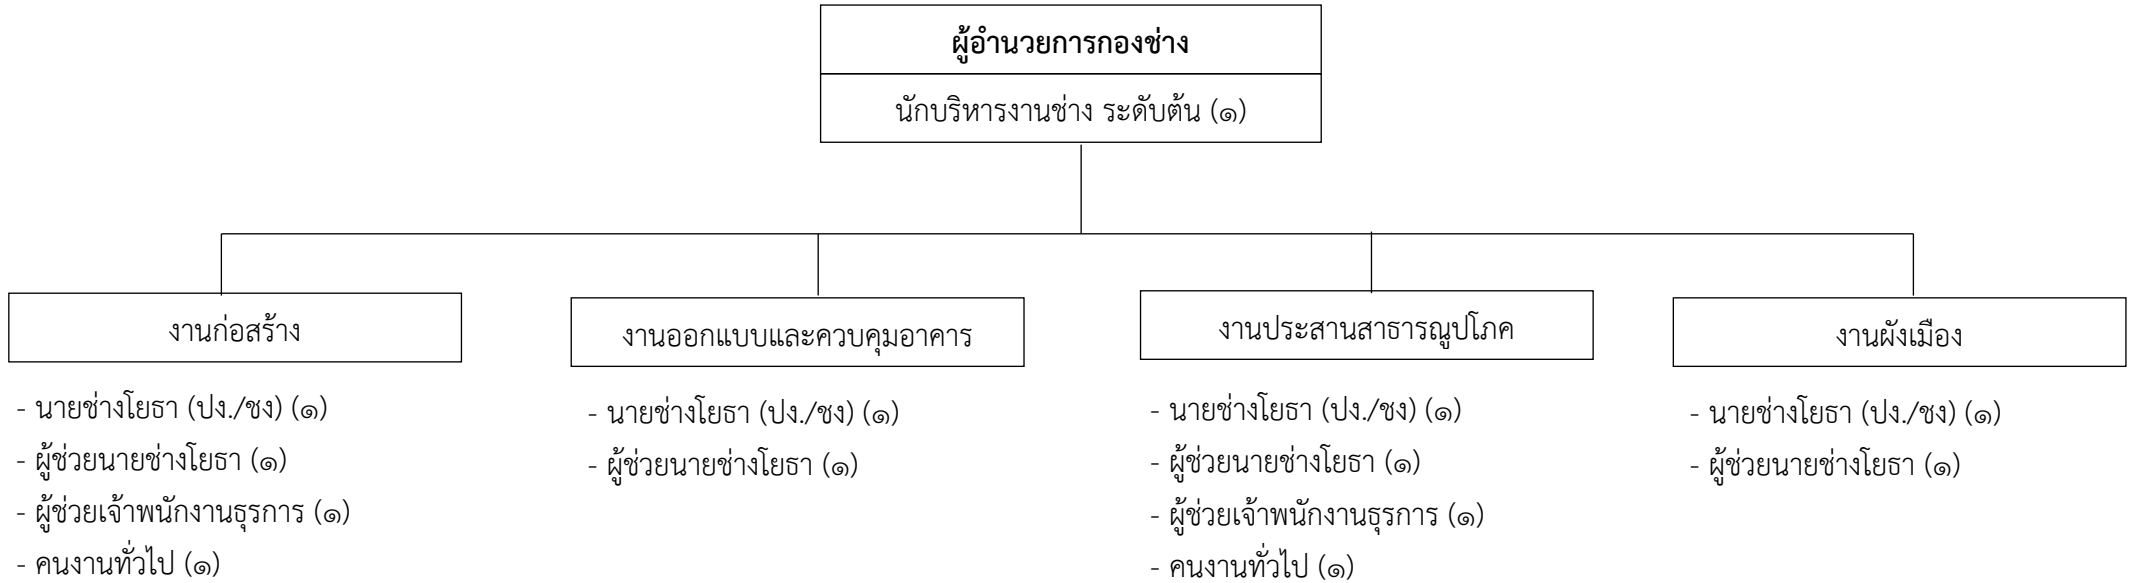 ผู้อำนวยการกองช่าง
นักบริหารงานช่าง ระดับต้น (๑)
งานก่อสร้าง
- นายช่างโยธา (ปง./ชง) (๑)
- ผู้ช่วยนายช่างโยธา (๑)
- ผู้ช่วยเจ้าพนักงานธุรการ (๑)
- คนงานทั่วไป (๑)
งานออกแบบและควบคุมอาคาร
- นายช่างโยธา (ปง./ชง) (๑)
- ผู้ช่วยนายช่างโยธา (๑)
งานประสานสาธารณูปโภค
- นายช่างโยธา (ปง./ชง) (๑)
- ผู้ช่วยนายช่างโยธา (๑)
- ผู้ช่วยเจ้าพนักงานธุรการ (๑)
- คนงานทั่วไป (๑)
งานผังเมือง
- นายช่างโยธา (ปง./ชง) (๑)
- ผู้ช่วยนายช่างโยธา (๑)